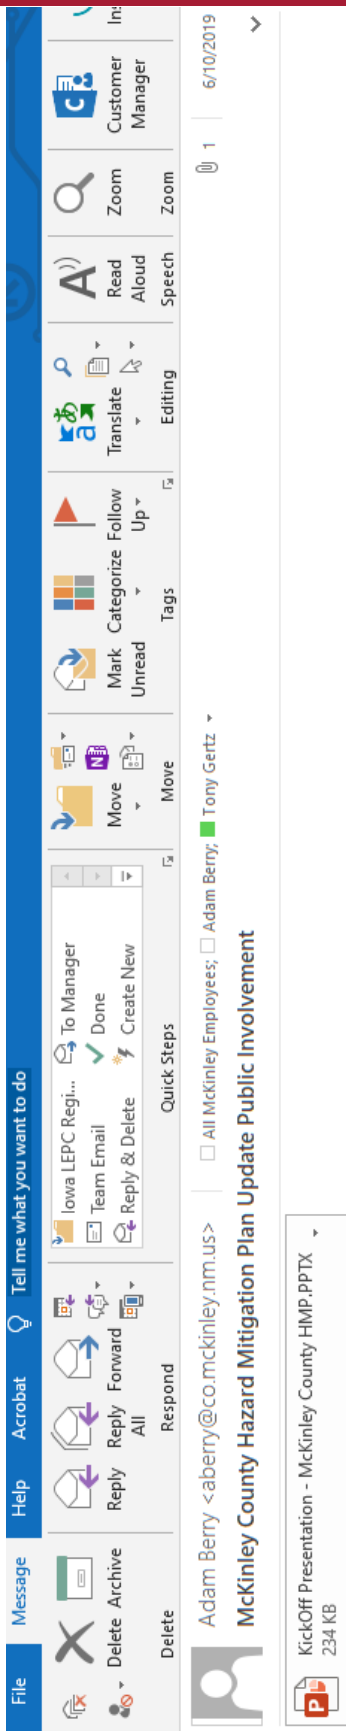 File Message Help Acrobat Tell me what you want to do
Delete Archive
Delete
Reply Reply All Forward
Respond
Iowa LEPC Regi... To Manager
Team Email Done
Reply & Delete Create New
Quick Steps
Move
Move
Mark Unread Categorize Follow Up
Tags
Translate
Editing
Read Aloud
Speech
Zoom
Zoom
Customer Manager
Adam Berry <aberry@co.mckinley.nm.us> All McKinley Employees; Adam Berry; Tony Gertz 1 6/10/2019
McKinley County Hazard Mitigation Plan Update Public Involvement
KickOff Presentation - McKinley County HMP.PPTX
234 KB